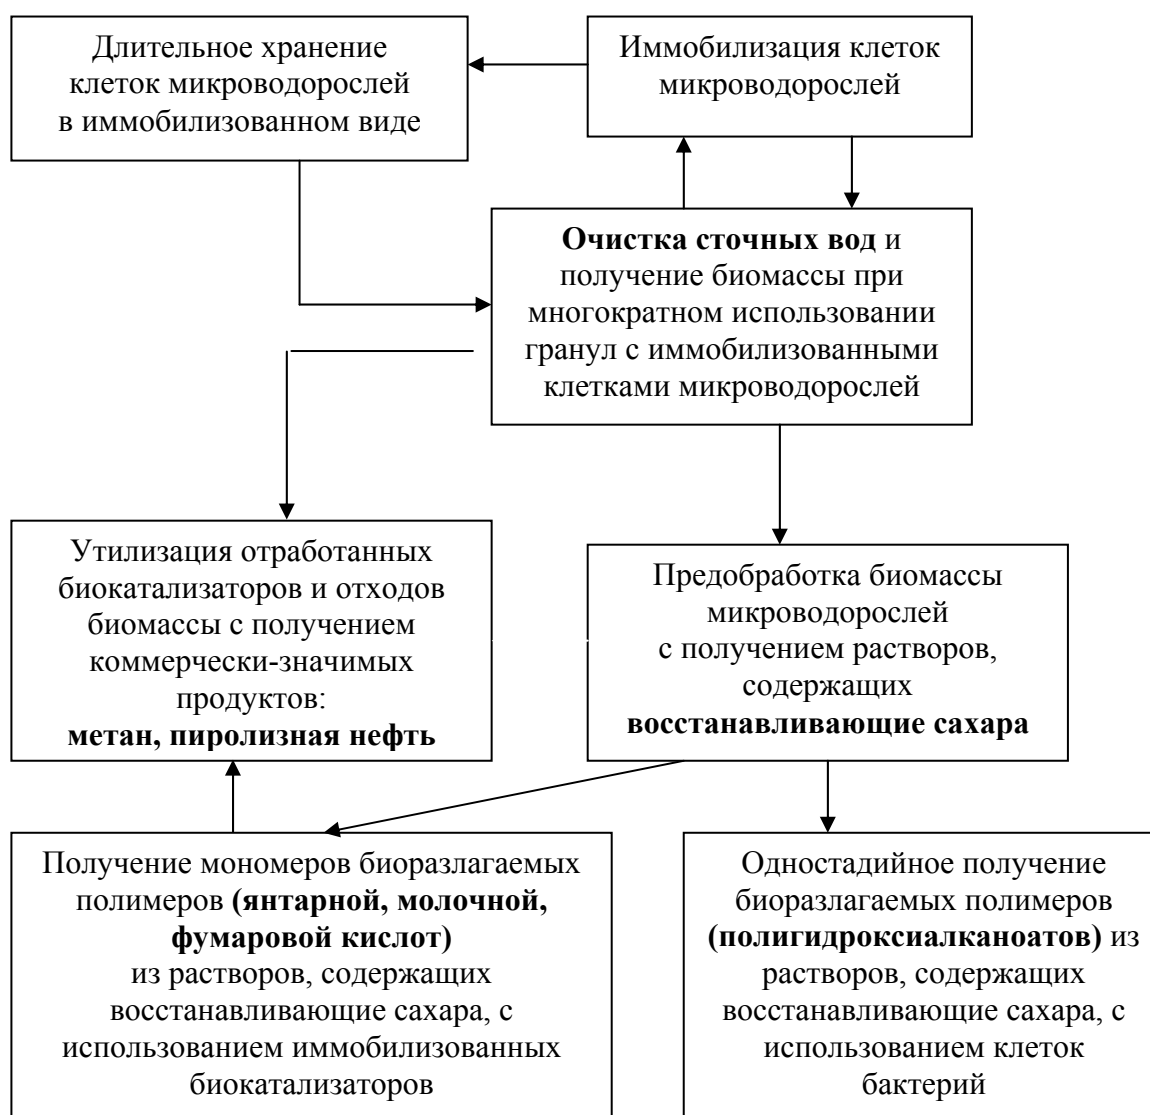 Длительное хранение
клеток микроводорослей
в иммобилизованном виде
Иммобилизация клеток
микроводорослей
Очистка сточных вод и
получение биомассы при
многократном использовании
гранул с иммобилизованными
клетками микроводорослей
Утилизация отработанных
биокатализаторов и отходов
биомассы с получением
коммерчески-значимых
продуктов:
метан, пиролизная нефть
Предобработка биомассы
микроводорослей
с получением растворов,
содержащих
восстанавливающие сахара
Получение мономеров биоразлагаемых
полимеров (янтарной, молочной,
фумаровой кислот)
из растворов, содержащих
восстанавливающие сахара, с
использованием иммобилизованных
биокатализаторов
Одностадийное получение
биоразлагаемых полимеров
(полигидроксиалканоатов) из
растворов, содержащих
восстанавливающие сахара, с
использованием клеток
бактерий